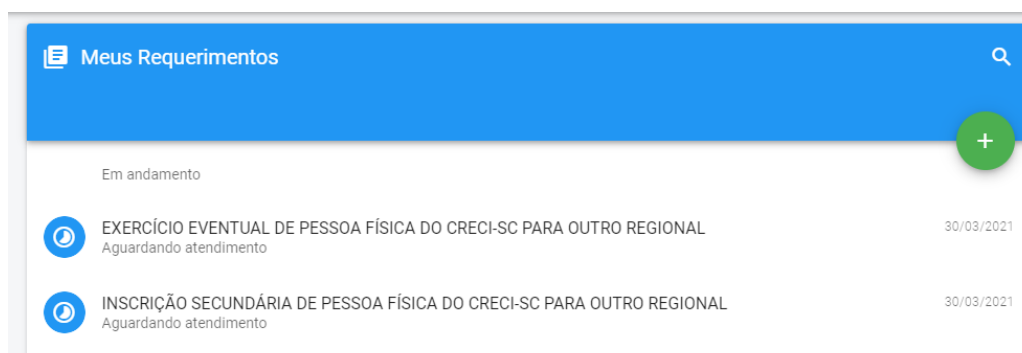 Meus Requerimentos
Em andamento
EXERCÍCIO EVENTUAL DE PESSOA FÍSICA DO CRECI-SC PARA OUTRO REGIONAL 30/03/2021
Aguardando atendimento
INSCRIÇÃO SECUNDÁRIA DE PESSOA FÍSICA DO CRECI-SC PARA OUTRO REGIONAL 30/03/2021
Aguardando atendimento